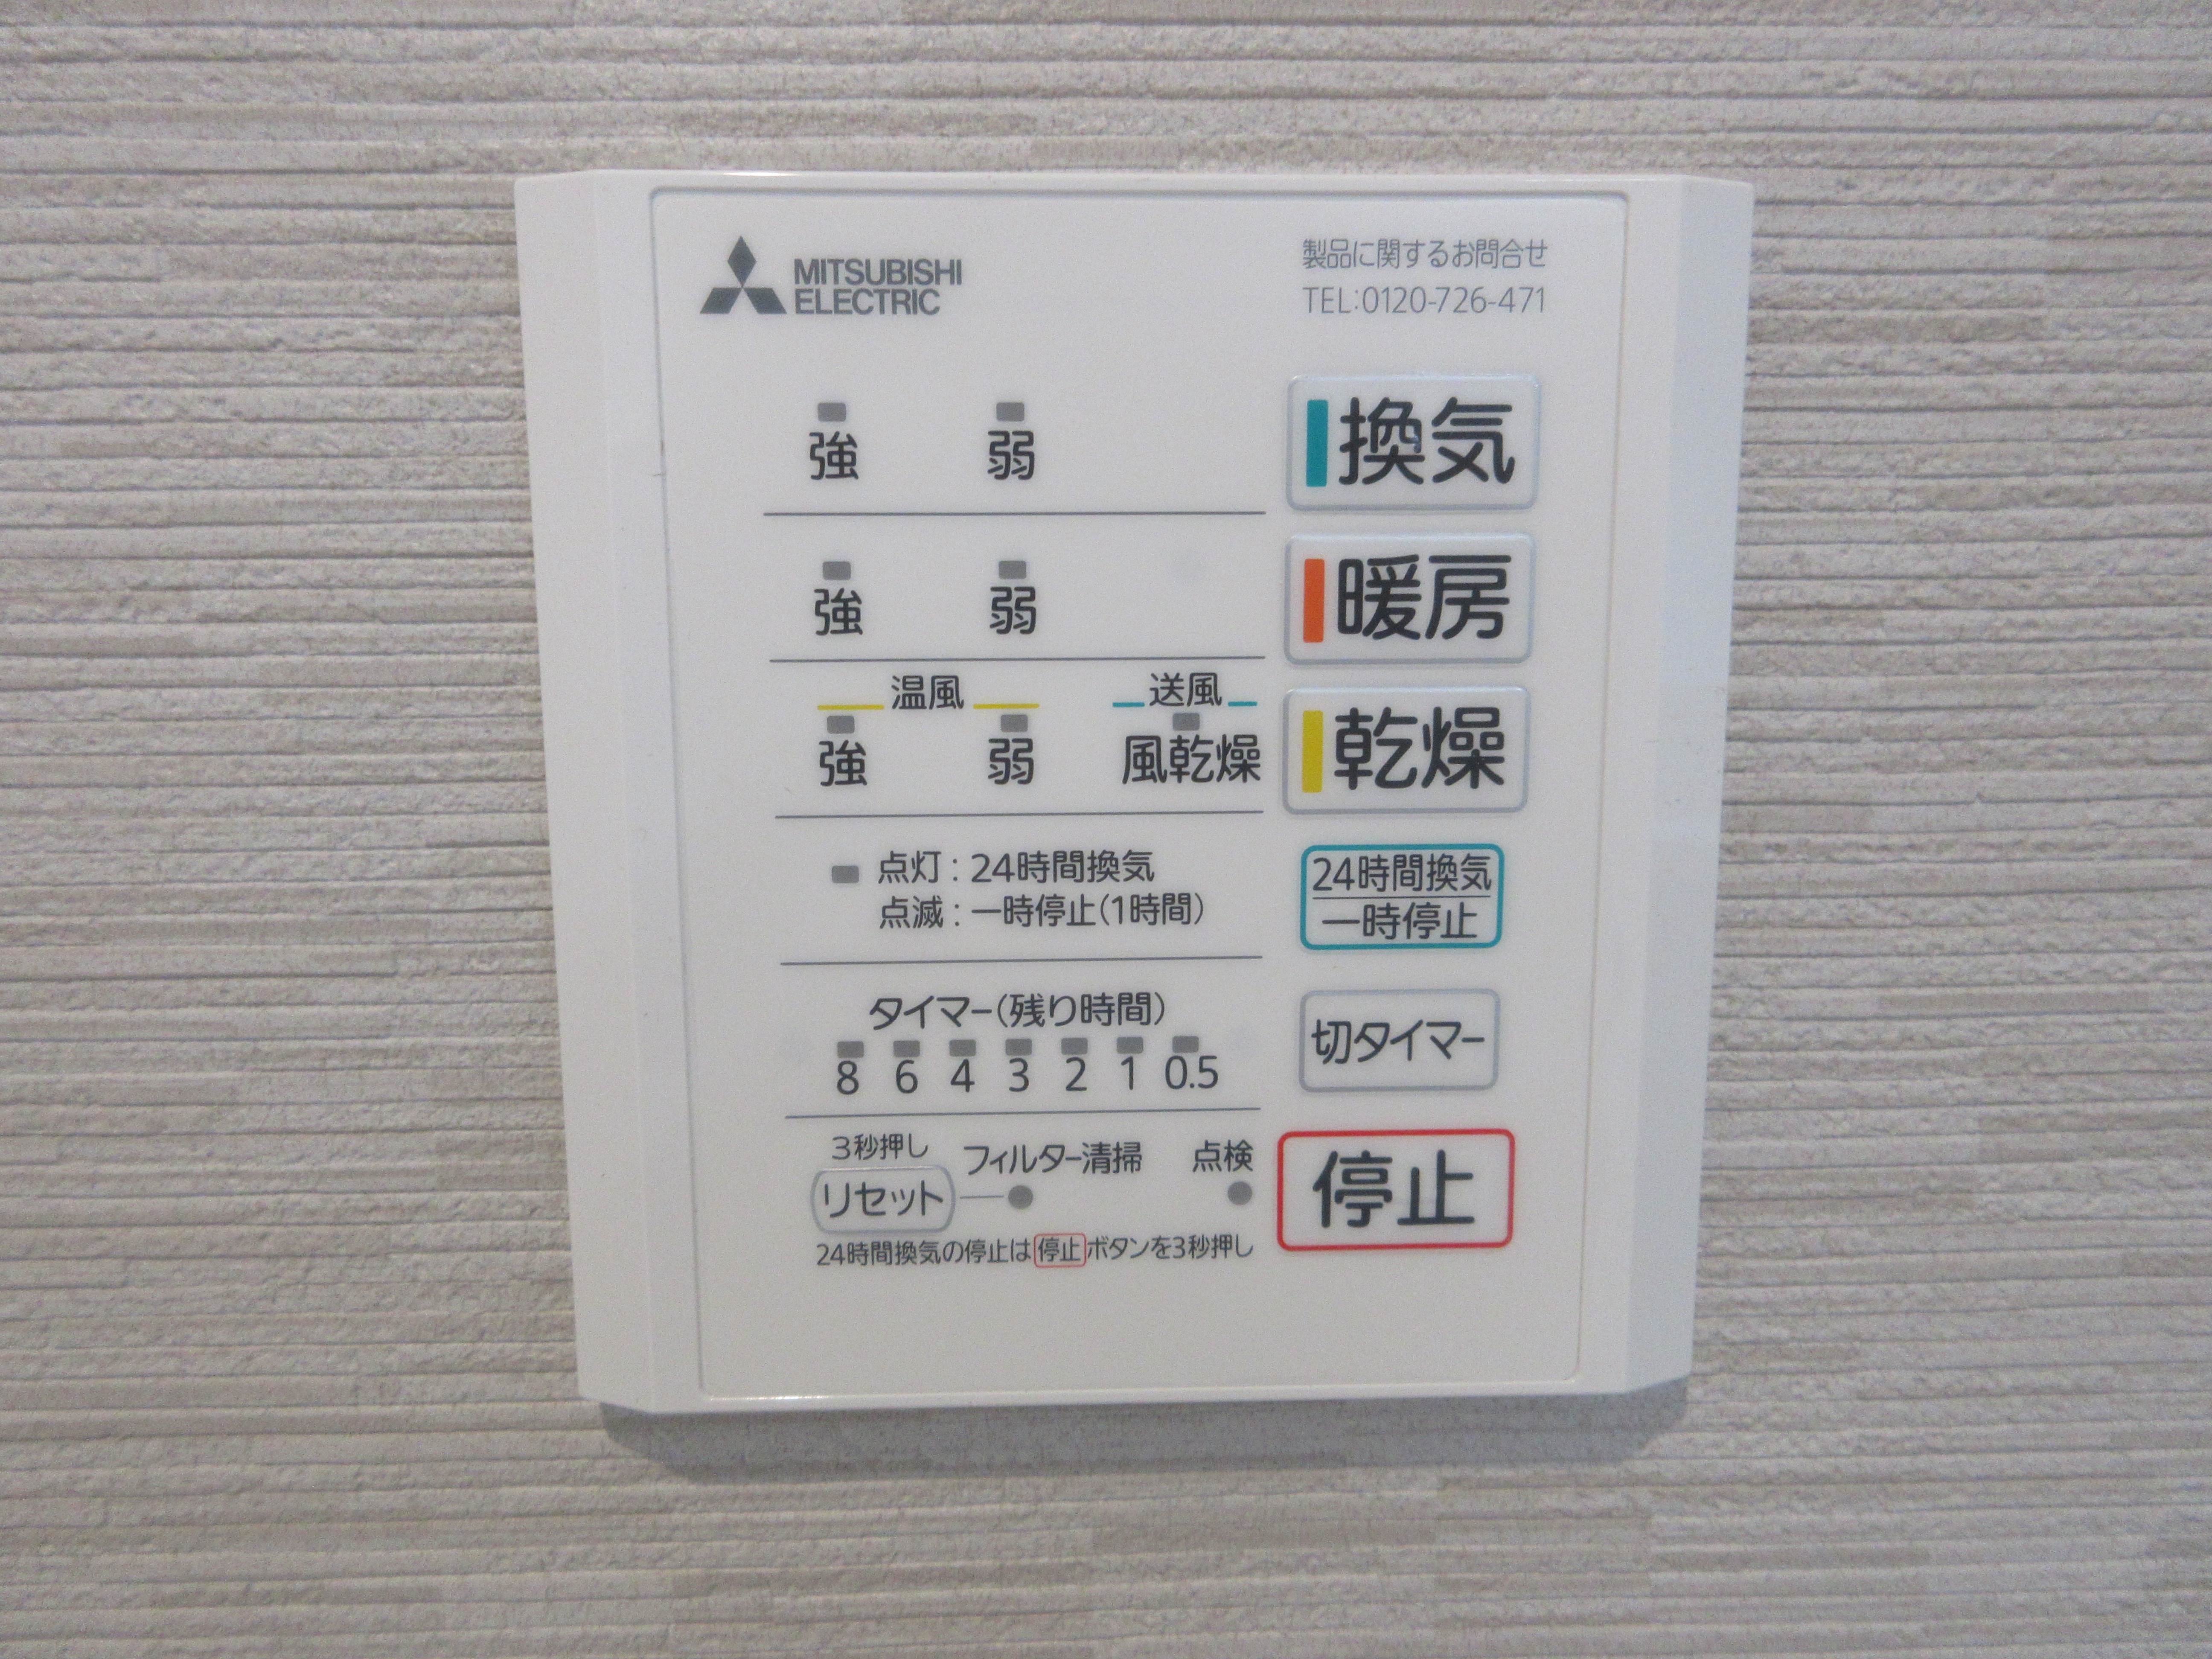 MITSUBISHI
ELECTRIC
製品に関するお問合せ
TEL:0120-726-471
強 弱 換気
強 弱 暖房
温風 送風
強 弱 風乾燥 乾燥
点灯:24時間換気
点滅:一時停止(1時間)
24時間換気
一時停止
タイマー(残り時間)
8 6 4 3 2 1 0.5
切タイマー
3秒押し フィルター清掃 点検
リセット
停止
24時間換気の停止は停止ボタンを3秒押し